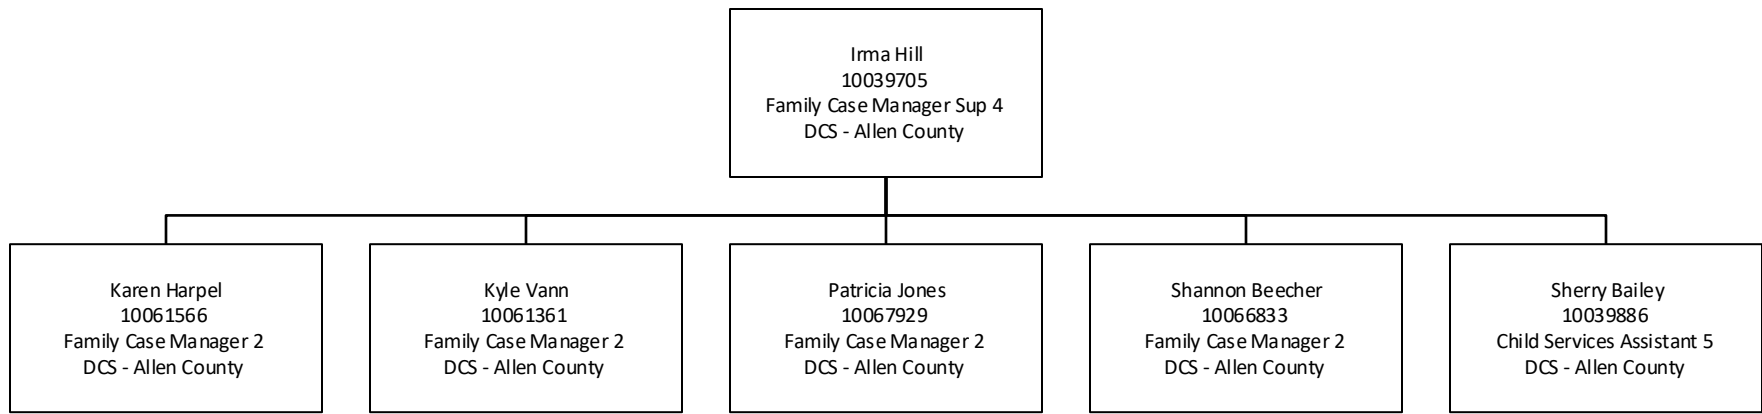 Irma Hill
10039705
Family Case Manager Sup 4
DCS - Allen County
Karen Harpel
10061566
Family Case Manager 2
DCS - Allen County
Kyle Vann
10061361
Family Case Manager 2
DCS - Allen County
Patricia Jones
10067929
Family Case Manager 2
DCS - Allen County
Shannon Beecher
10066833
Family Case Manager 2
DCS - Allen County
Sherry Bailey
10039886
Child Services Assistant 5
DCS - Allen County